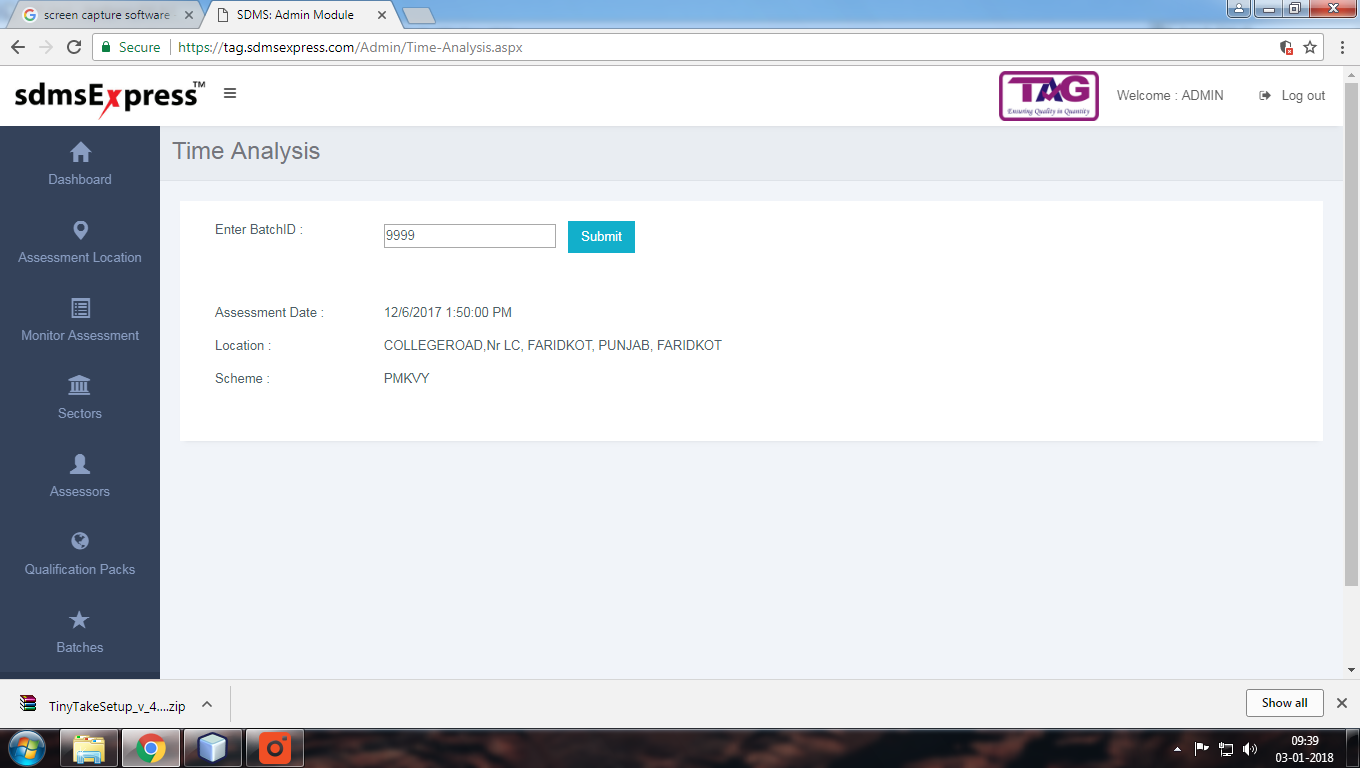 screen capture software
SDMS: Admin Module
Secure
https://tag.sdmsexpress.com/Admin/Time-Analysis.aspx
sdmsExpress™
TAG
Ensuring Quality in Quantity
Welcome : ADMIN
Log out
Dashboard
Assessment Location
Monitor Assessment
Sectors
Assessors
Qualification Packs
Batches
Time Analysis
Enter BatchID :
9999
Submit
Assessment Date :
12/6/2017 1:50:00 PM
Location :
COLLEGEROAD,Nr LC, FARIDKOT, PUNJAB, FARIDKOT
Scheme :
PMKVY
TinyTakeSetup_v_4....zip
Show all
09:39
03-01-2018